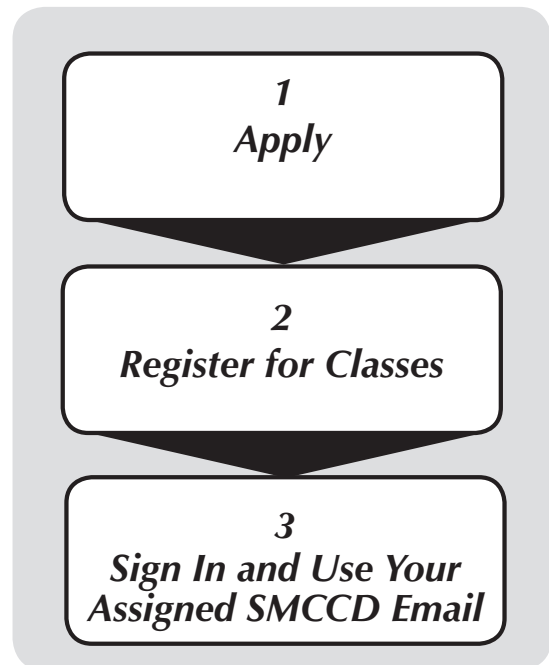 1
Apply
2
Register for Classes
3
Sign In and Use Your
Assigned SMCCD Email